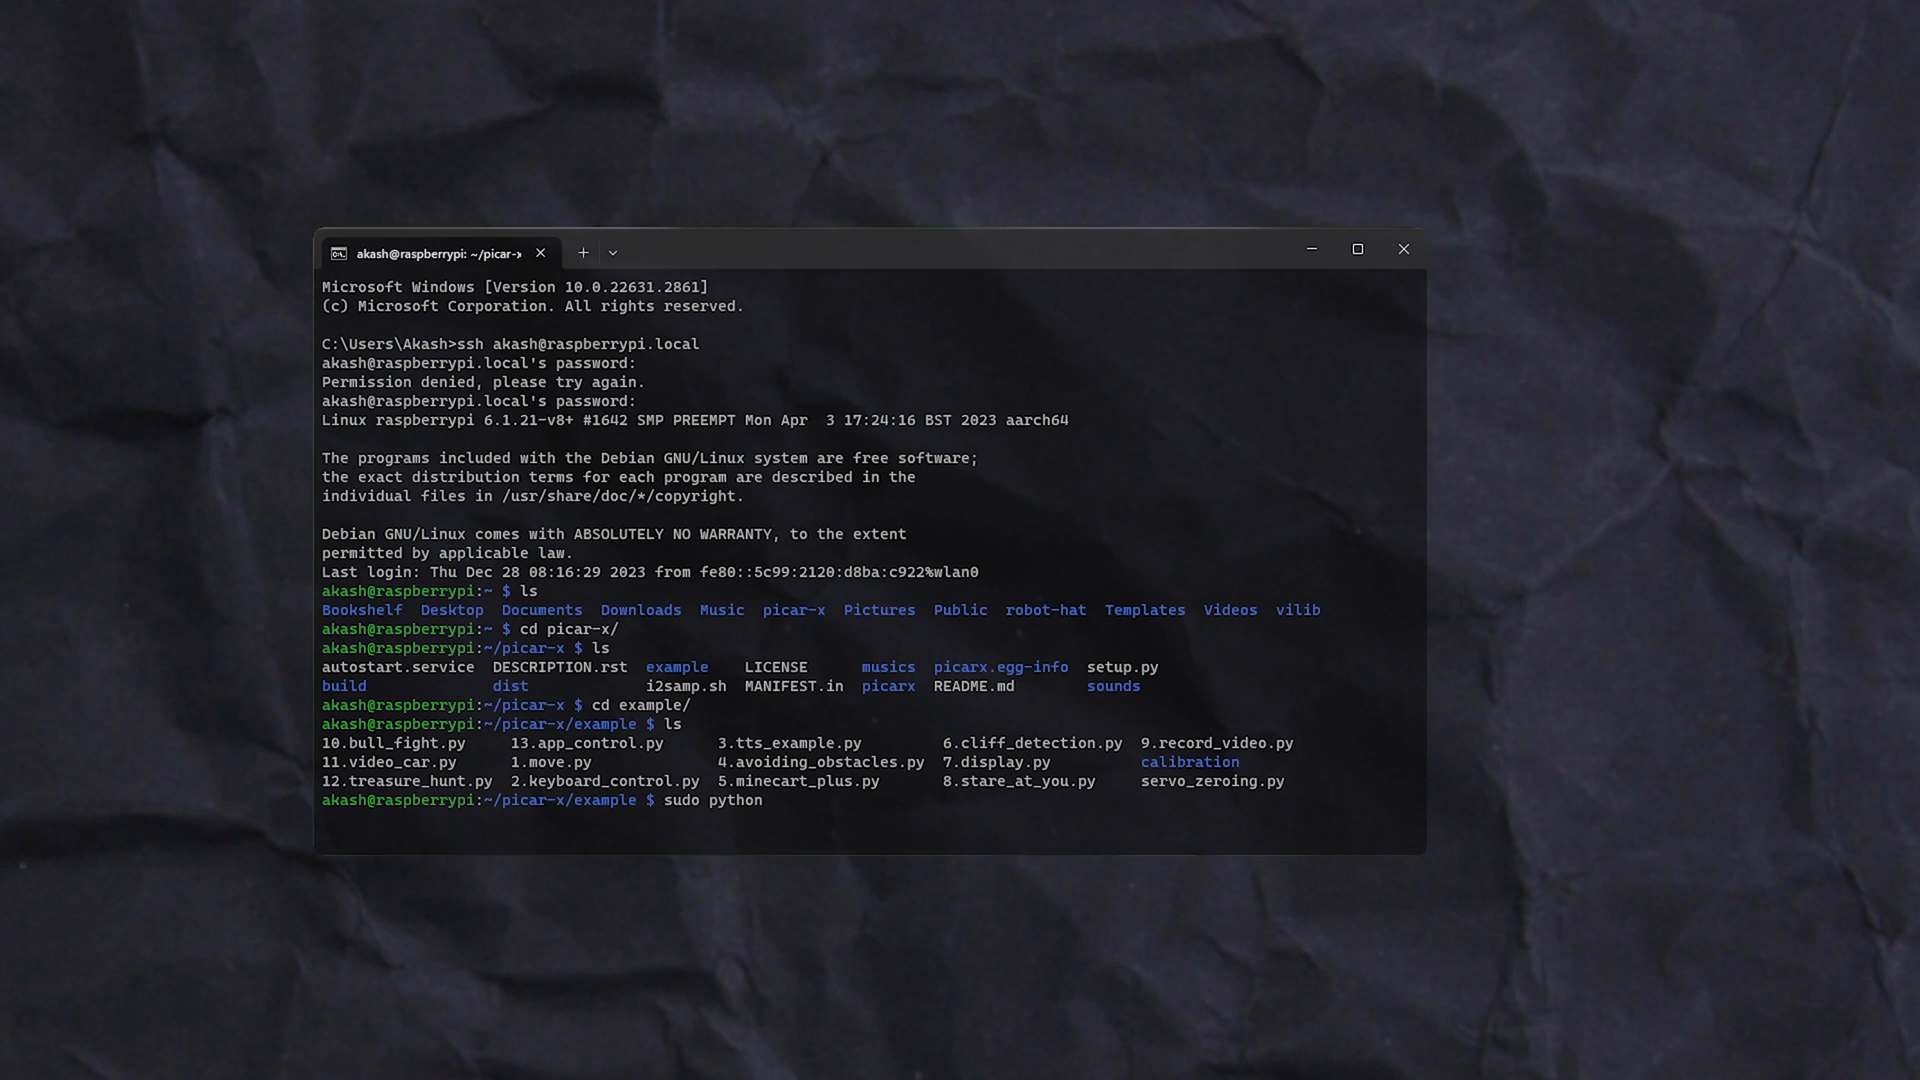 akash@raspberrypi: ~/picar-x
Microsoft Windows [Version 10.0.22631.2861]
(c) Microsoft Corporation. All rights reserved.
C:\Users\Akash>ssh akash@raspberrypi.local
akash@raspberrypi.local's password:
Permission denied, please try again.
akash@raspberrypi.local's password:
Linux raspberrypi 6.1.21-v8+ #1642 SMP PREEMPT Mon Apr  3 17:24:16 BST 2023 aarch64
The programs included with the Debian GNU/Linux system are free software;
the exact distribution terms for each program are described in the
individual files in /usr/share/doc/*/copyright.
Debian GNU/Linux comes with ABSOLUTELY NO WARRANTY, to the extent
permitted by applicable law.
Last login: Thu Dec 28 08:16:29 2023 from fe80::5c99:2120:d8ba:c922%wlan0
akash@raspberrypi:~ $ ls
Bookshelf  Desktop  Documents  Downloads  Music  picar-x  Pictures  Public  robot-hat  Templates  Videos  vilib
akash@raspberrypi:~ $ cd picar-x/
akash@raspberrypi:~/picar-x $ ls
autostart.service  DESCRIPTION.rst  example    LICENSE      musics  picarx.egg-info  setup.py
build              dist             i2samp.sh  MANIFEST.in  picarx  README.md        sounds
akash@raspberrypi:~/picar-x $ cd example/
akash@raspberrypi:~/picar-x/example $ ls
10.bull_fight.py     13.app_control.py      3.tts_example.py         6.cliff_detection.py  9.record_video.py
11.video_car.py      1.move.py              4.avoiding_obstacles.py  7.display.py          calibration
12.treasure_hunt.py  2.keyboard_control.py  5.minecart_plus.py       8.stare_at_you.py     servo_zeroing.py
akash@raspberrypi:~/picar-x/example $ sudo python